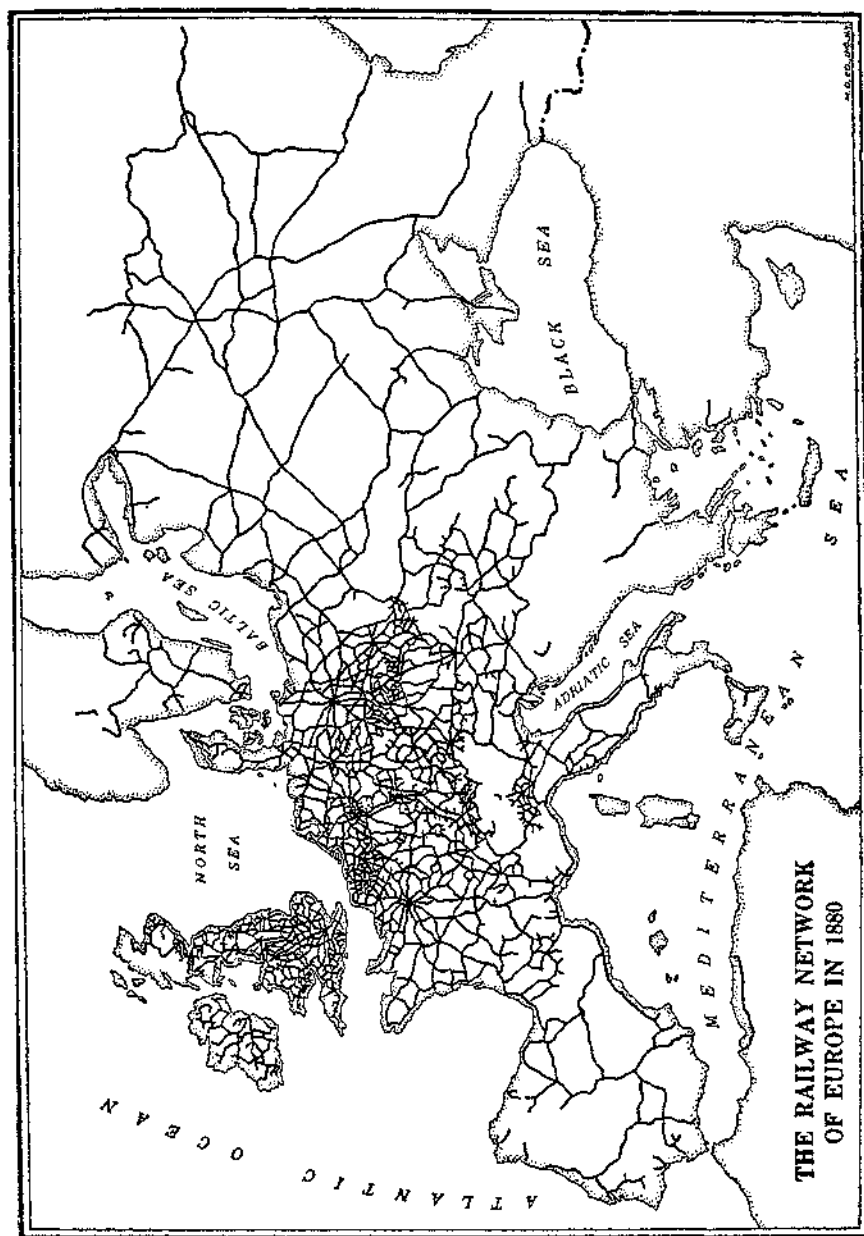 THE RAILWAY NETWORK
OF EUROPE IN 1880
ATLANTIC OCEAN
NORTH
SEA
BALTIC SEA
BLACK SEA
ADRIATIC SEA
MEDITERRANEAN SEA